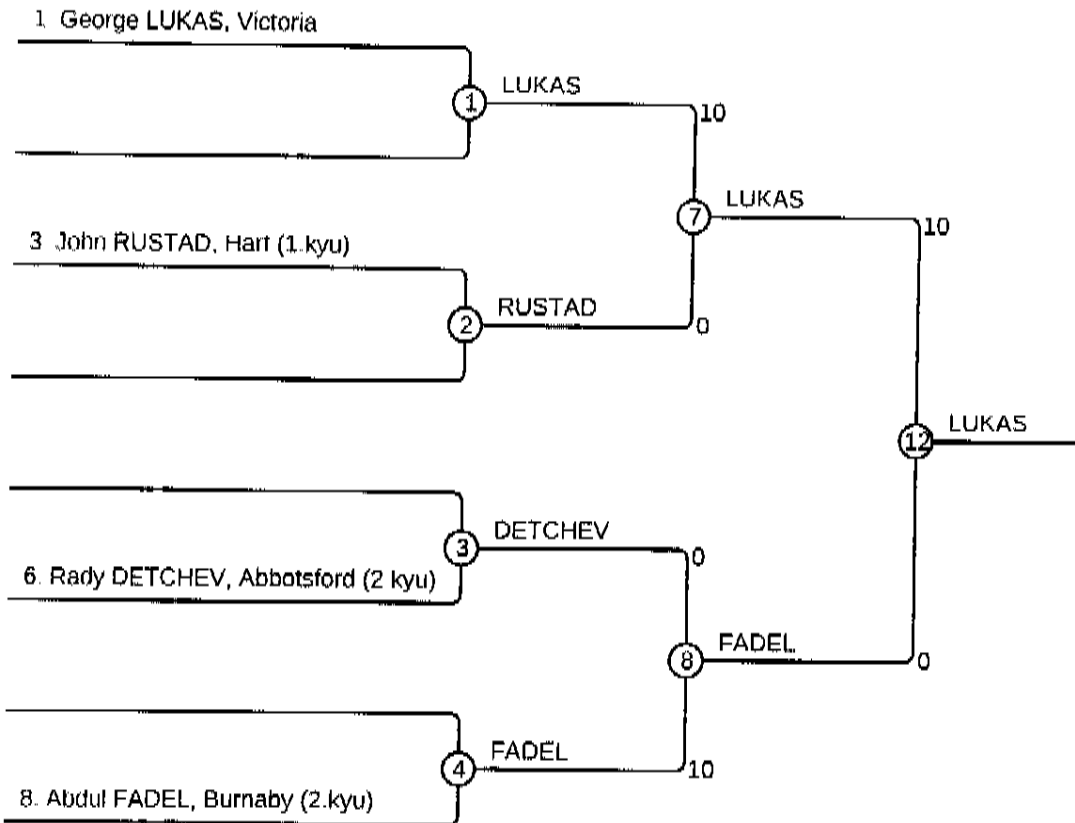 1 George LUKAS, Victoria
1
LUKAS
10
7
LUKAS
10
3 John RUSTAD, Hart (1.kyu)
2
RUSTAD
0
12
LUKAS
3
DETCHEV
0
6. Rady DETCHEV, Abbotsford (2 kyu)
8
FADEL
0
4
FADEL
10
8. Abdul FADEL, Burnaby (2.kyu)